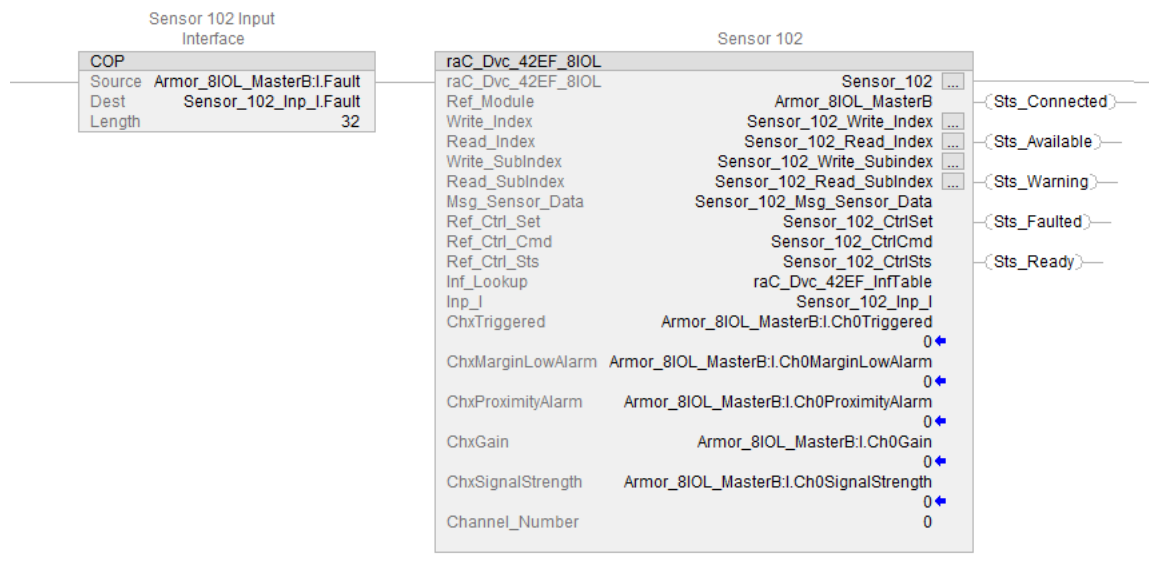 Sensor 102 Input
Interface
COP
Source Armor_8IOL_MasterB:I.Fault
Dest Sensor_102_Inp_I.Fault
Length 32
Sensor 102
raC_Dvc_42EF_8IOL
raC_Dvc_42EF_8IOL Sensor_102 ...
Ref_Module Armor_8IOL_MasterB
Write_Index Sensor_102_Write_Index ...
Read_Index Sensor_102_Read_Index ...
Write_SubIndex Sensor_102_Write_Subindex ...
Read_SubIndex Sensor_102_Read_SubIndex ...
Msg_Sensor_Data Sensor_102_Msg_Sensor_Data
Ref_Ctrl_Set Sensor_102_CtrlSet
Ref_Ctrl_Cmd Sensor_102_CtrlCmd
Ref_Ctrl_Sts Sensor_102_CtrlSts
Inf_Lookup raC_Dvc_42EF_InfTable
Inp_I Sensor_102_Inp_I
ChxTriggered Armor_8IOL_MasterB:I.Ch0Triggered
0
ChxMarginLowAlarm Armor_8IOL_MasterB:I.Ch0MarginLowAlarm
0
ChxProximityAlarm Armor_8IOL_MasterB:I.Ch0ProximityAlarm
0
ChxGain Armor_8IOL_MasterB:I.Ch0Gain
0
ChxSignalStrength Armor_8IOL_MasterB:I.Ch0SignalStrength
0
Channel_Number 0
Sts_Connected
Sts_Available
Sts_Warning
Sts_Faulted
Sts_Ready